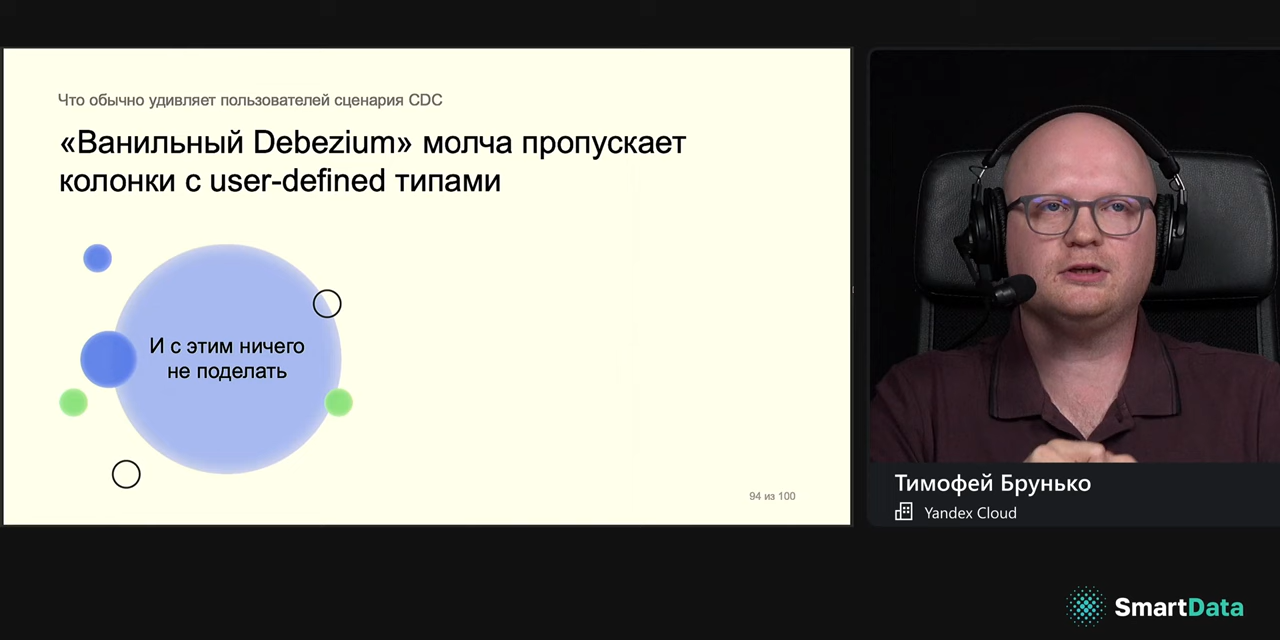 Что обычно удивляет пользователей сценария CDC
«Ванильный Debezium» молча пропускает
колонки с user-defined типами
И с этим ничего
не поделать
94 из 100
Тимофей Брунько
Yandex Cloud
SmartData